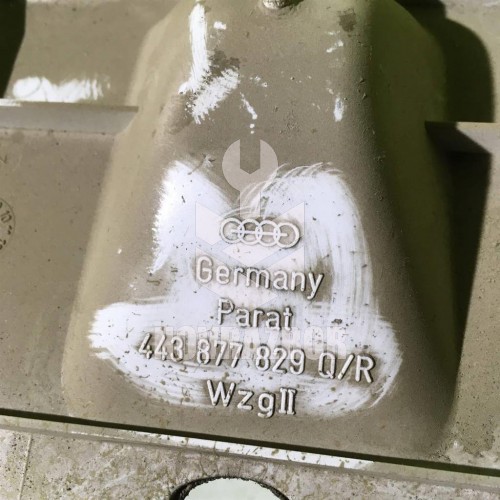 Germany
Parat
443 877 829 Q/R
WzgII